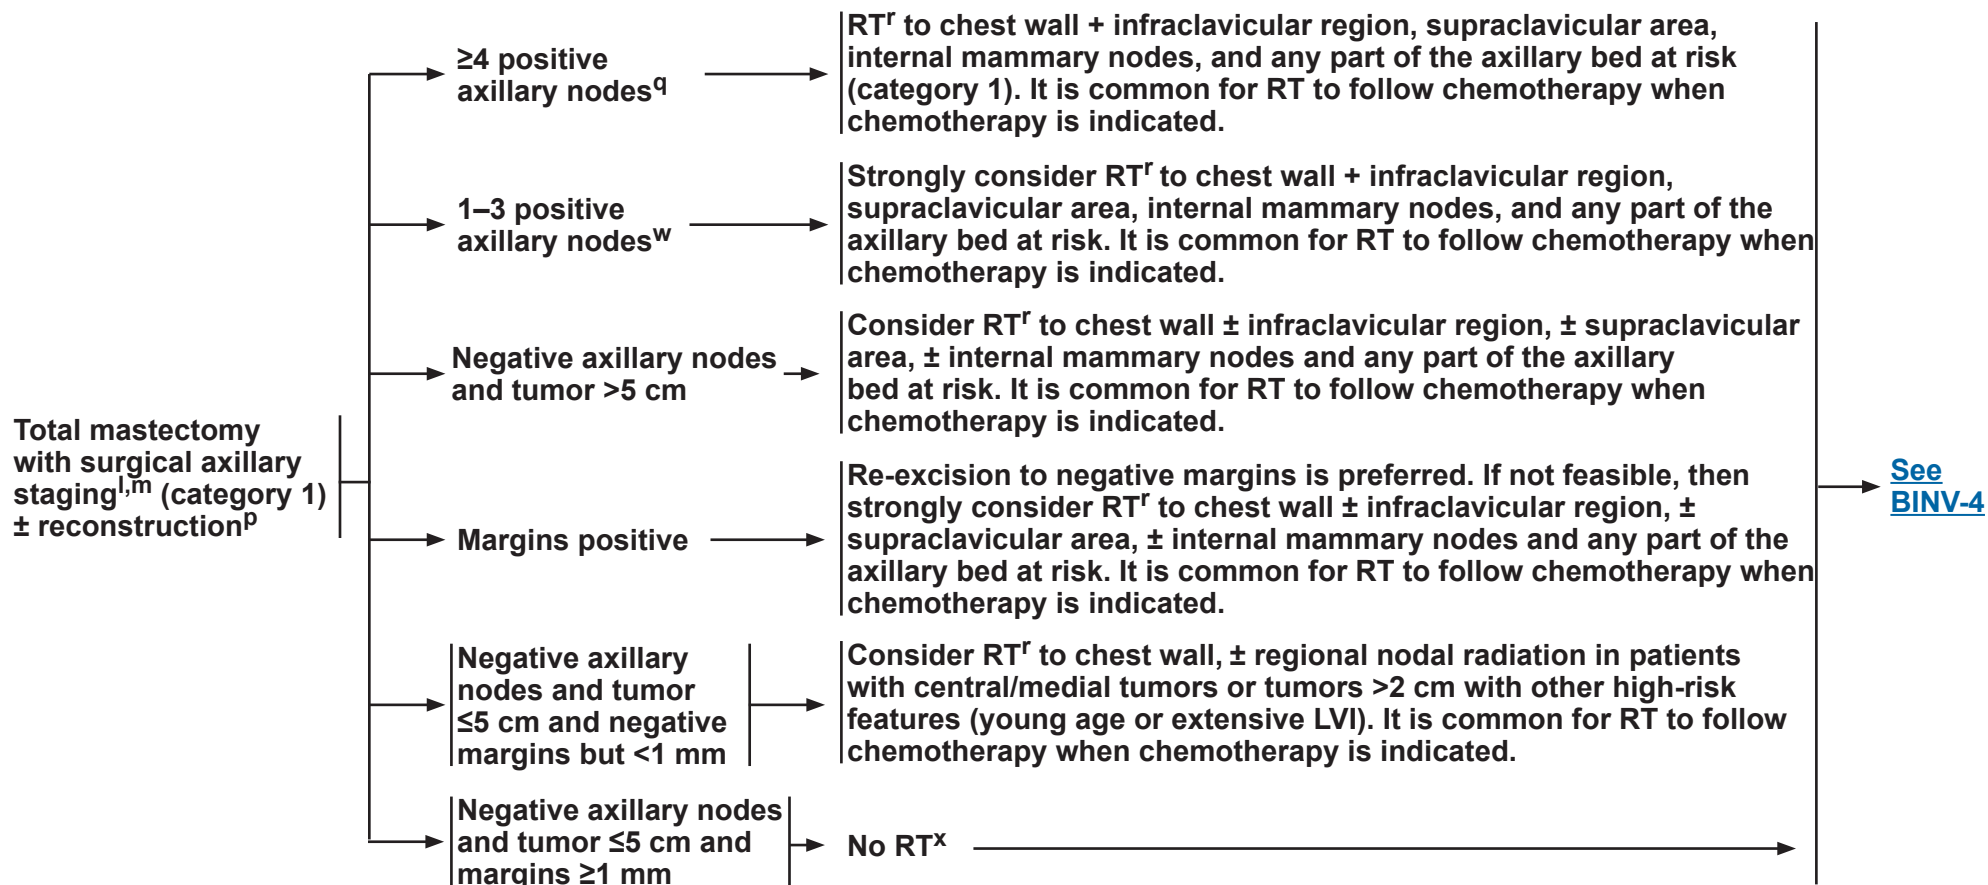 Total mastectomy
with surgical axillary
staging^l,m (category 1)
± reconstruction^p
≥4 positive
axillary nodes^q
RT^r to chest wall + infraclavicular region, supraclavicular area,
internal mammary nodes, and any part of the axillary bed at risk
(category 1). It is common for RT to follow chemotherapy when
chemotherapy is indicated.
1–3 positive
axillary nodes^w
Strongly consider RT^r to chest wall + infraclavicular region,
supraclavicular area, internal mammary nodes, and any part of the
axillary bed at risk. It is common for RT to follow chemotherapy when
chemotherapy is indicated.
Negative axillary nodes
and tumor >5 cm
Consider RT^r to chest wall ± infraclavicular region, ± supraclavicular
area, ± internal mammary nodes and any part of the axillary
bed at risk. It is common for RT to follow chemotherapy when
chemotherapy is indicated.
Margins positive
Re-excision to negative margins is preferred. If not feasible, then
strongly consider RT^r to chest wall ± infraclavicular region, ±
supraclavicular area, ± internal mammary nodes and any part of the
axillary bed at risk. It is common for RT to follow chemotherapy when
chemotherapy is indicated.
Negative axillary
nodes and tumor
≤5 cm and negative
margins but <1 mm
Consider RT^r to chest wall, ± regional nodal radiation in patients
with central/medial tumors or tumors >2 cm with other high-risk
features (young age or extensive LVI). It is common for RT to follow
chemotherapy when chemotherapy is indicated.
Negative axillary nodes
and tumor ≤5 cm and
margins ≥1 mm
No RT^x
See
BINV-4